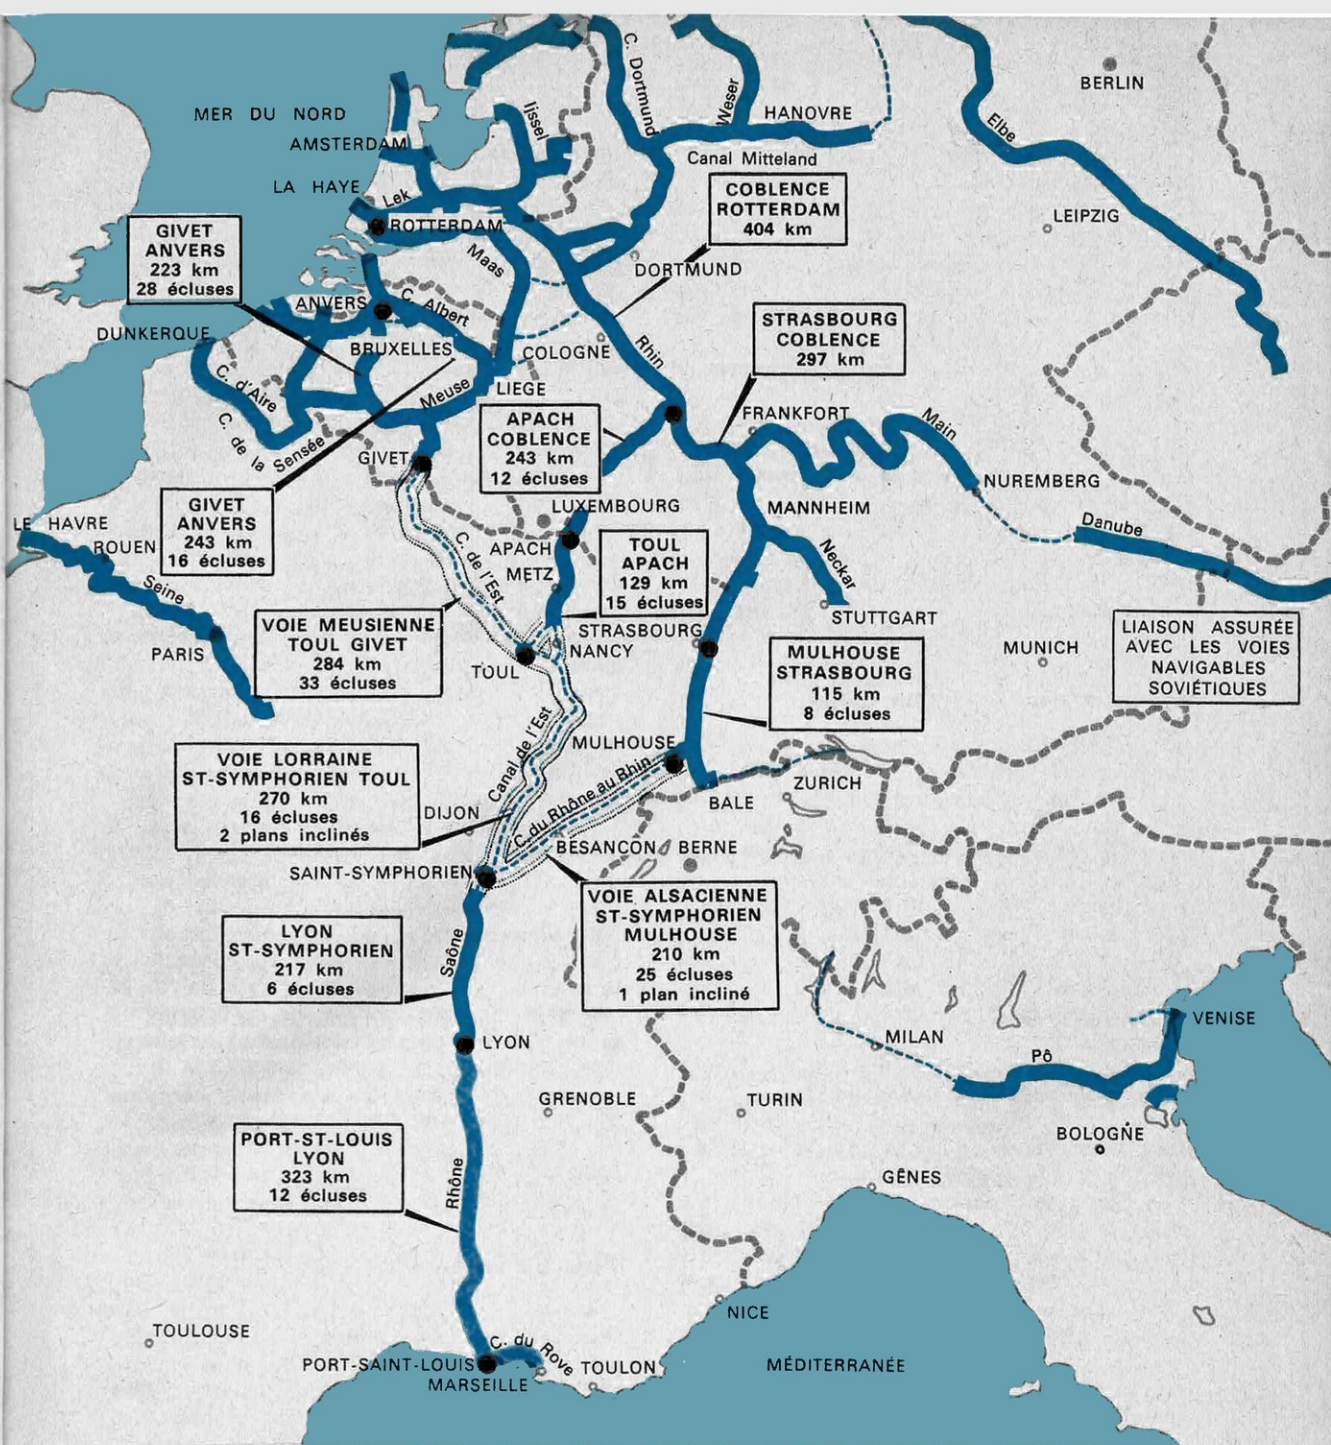 C. Dortmund
Weser
HANOVRE
Elbe
BERLIN
MER DU NORD
AMSTERDAM
Ijssel
Canal Mitteland
LA HAYE
Lek
ROTTERDAM
COBLENCE
ROTTERDAM
404 km
LEIPZIG
GIVET
ANVERS
223 km
28 écluses
Maas
DORTMUND
ANVERS
C. Albert
DUNKERQUE
BRUXELLES
COLOGNE
Rhin
STRASBOURG
COBLENCE
297 km
C. d'Aire
C. de la Sensée
Meuse
LIEGE
APACH
COBLENCE
243 km
12 écluses
FRANKFORT
Main
GIVET
NUREMBERG
GIVET
ANVERS
243 km
16 écluses
LUXEMBOURG
MANNHEIM
Danube
LE HAVRE
ROUEN
Seine
PARIS
C. de l'Est
APACH
METZ
TOUL
APACH
129 km
15 écluses
Neckar
STUTTGART
VOIE MEUSIENNE
TOUL GIVET
284 km
33 écluses
STRASBOURG
NANCY
TOUL
MULHOUSE
STRASBOURG
115 km
8 écluses
MUNICH
LIAISON ASSURÉE
AVEC LES VOIES
NAVIGABLES
SOVIÉTIQUES
VOIE LORRAINE
ST-SYMPHORIEN TOUL
270 km
16 écluses
2 plans inclinés
Canal de l'Est
MULHOUSE
C. du Rhône au Rhin
BALE
ZURICH
DIJON
BESANCON
BERNE
SAINT-SYMPHORIEN
VOIE ALSACIENNE
ST-SYMPHORIEN
MULHOUSE
210 km
25 écluses
1 plan incliné
LYON
ST-SYMPHORIEN
217 km
6 écluses
Saône
LYON
MILAN
Pô
VENISE
GRENOBLE
TURIN
BOLOGNE
PORT-ST-LOUIS
LYON
323 km
12 écluses
Rhône
GÊNES
NICE
TOULOUSE
C. du Rove
PORT-SAINT-LOUIS
MARSEILLE
TOULON
MÉDITERRANÉE